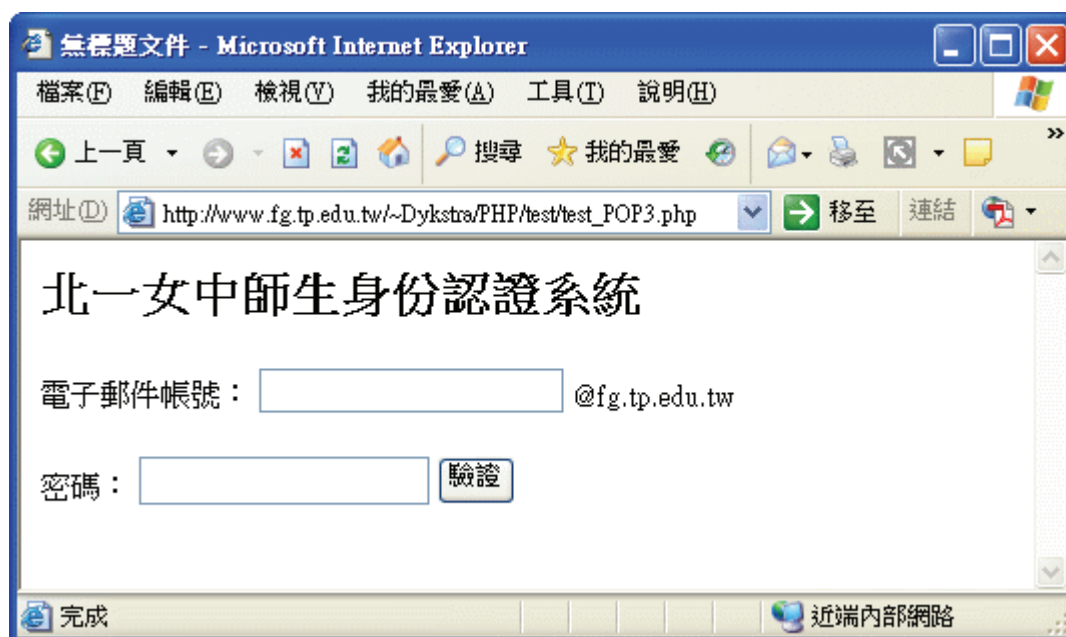 無標題文件 - Microsoft Internet Explorer
檔案(F) 編輯(E) 檢視(V) 我的最愛(A) 工具(T) 說明(H)
上一頁 搜尋 我的最愛 »
網址(D) http://www.fg.tp.edu.tw/~Dykstra/PHP/test/test_POP3.php 移至 連結
北一女中師生身份認證系統
電子郵件帳號： @fg.tp.edu.tw
密碼： 驗證
完成 近端內部網路